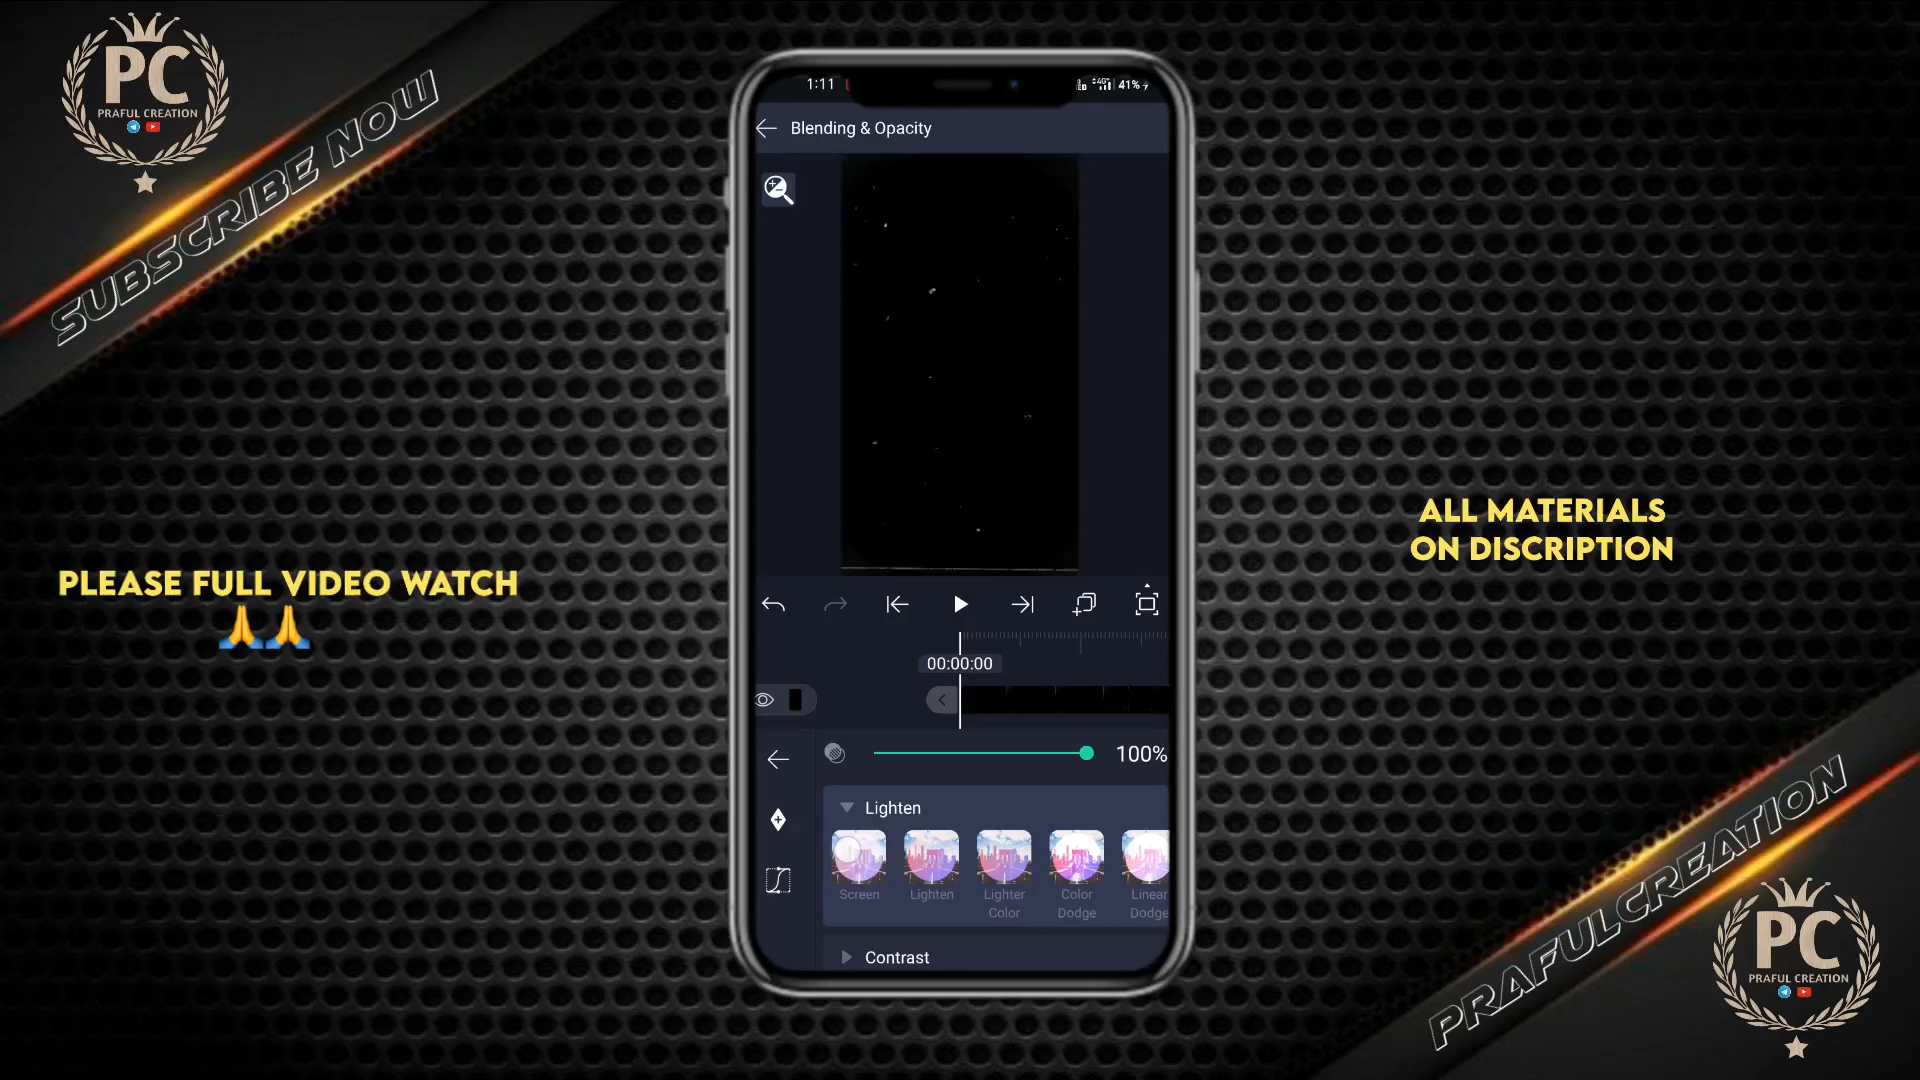 PC
PRAFUL CREATION
SUBSCRIBE NOW
1:11
4G+
41%
Blending & Opacity
PLEASE FULL VIDEO WATCH
🙏🙏
ALL MATERIALS
ON DISCRIPTION
00:00:00
100%
Lighten
Screen
Lighten
Lighter
Color
Color
Dodge
Linear
Dodge
Contrast
PRAFULCREATION
PC
PRAFUL CREATION